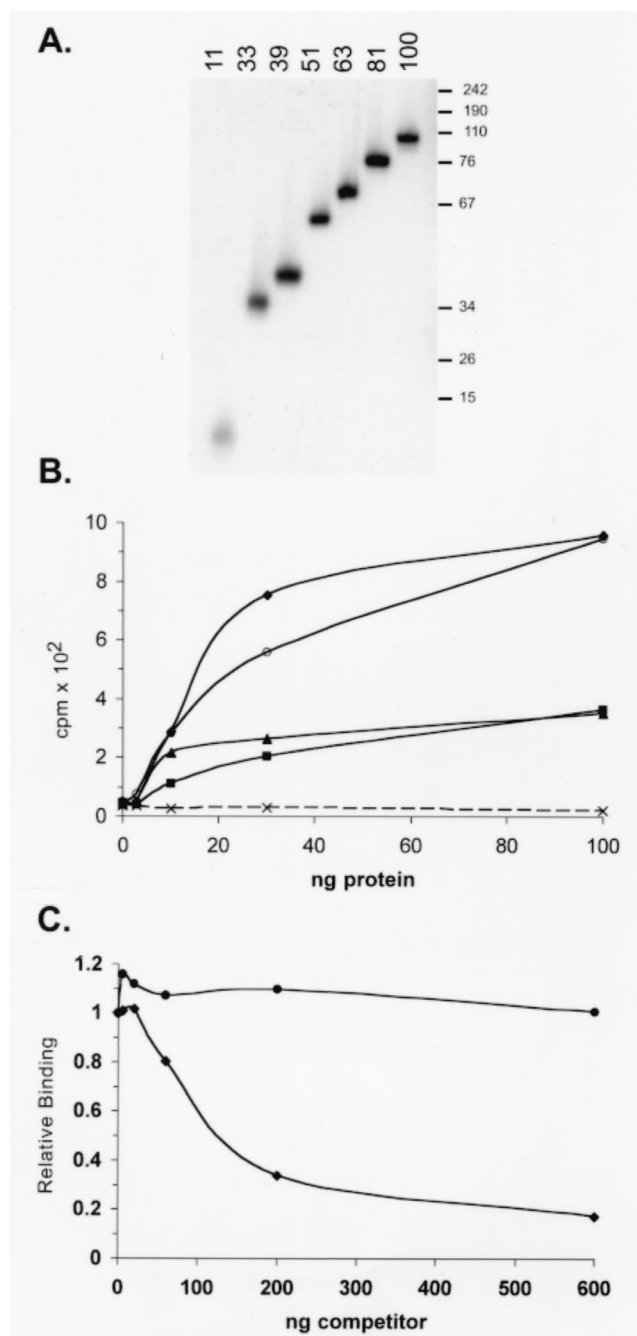 A.
11 33 39 51 63 81 100
242
190
110
76
67
34
26
15
B.
10
8
6
4
2
0
cpm x 10²
0 20 40 60 80 100
ng protein
C.
1.2
1
0.8
0.6
0.4
0.2
0
Relative Binding
0 100 200 300 400 500 600
ng competitor